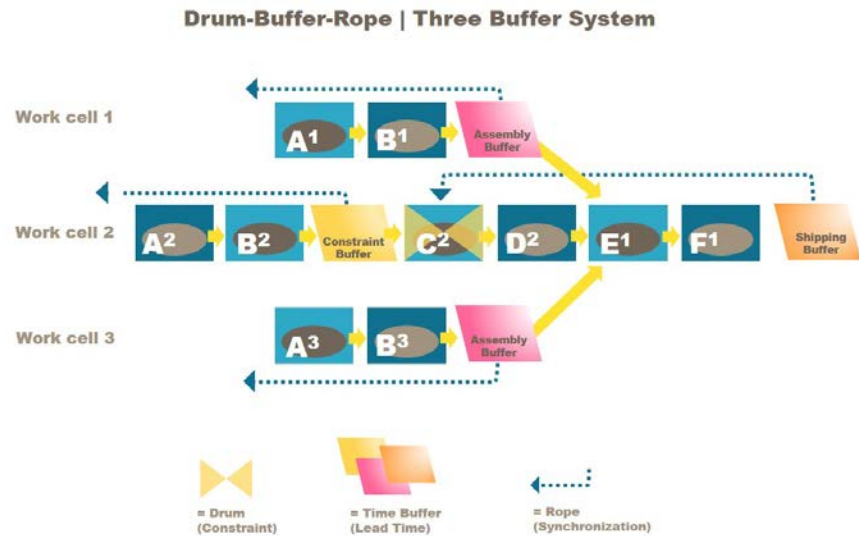 Drum-Buffer-Rope | Three Buffer System
Work cell 1
A1
B1
Assembly
Buffer
Work cell 2
A2
B2
Constraint
Buffer
C2
D2
E1
F1
Shipping
Buffer
Work cell 3
A3
B3
Assembly
Buffer
= Drum
(Constraint)
= Time Buffer
(Lead Time)
= Rope
(Synchronization)